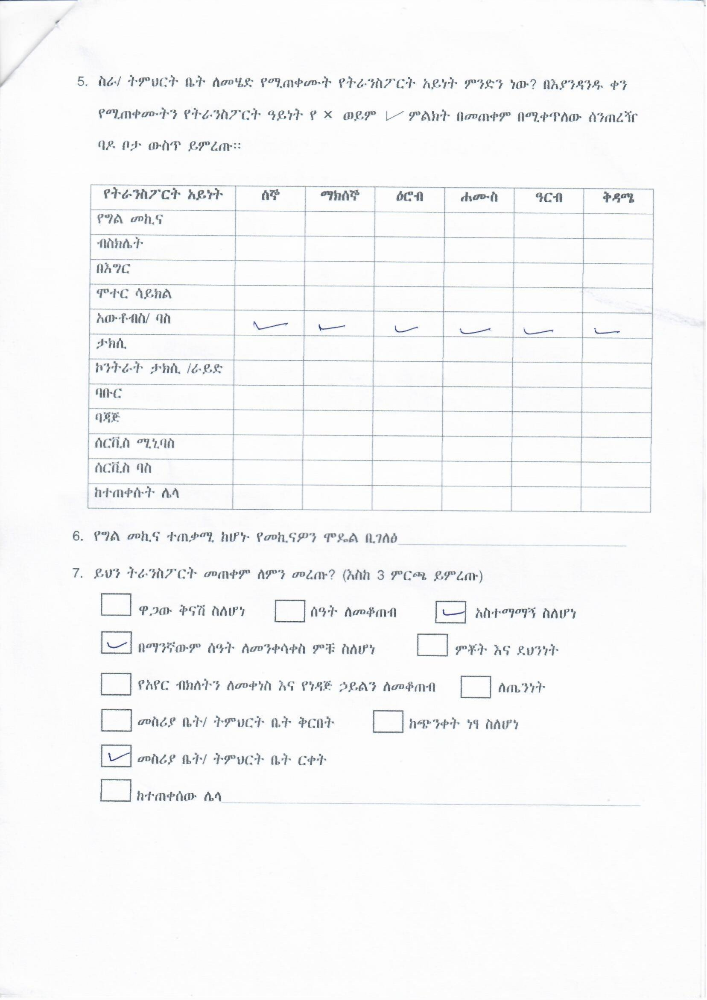 5. ስራ/ ትምህርት ቤት ለመሄድ የሚጠቀሙት የትራንስፖርት አይነት ምንድን ነው? በእያንዳንዱ ቀን
የሚጠቀሙትን የትራንስፖርት ዓይነት የ × ወይም ✓ ምልክት በመጠቀም በሚቀጥለው ሰንጠረዥ
ባዶ ቦታ ውስጥ ይምረጡ፡፡
የትራንስፖርት አይነት ሰኞ ማክሰኞ ዕሮብ ሐሙስ ዓርብ ቅዳሜ
የግል መኪና
ብስክሌት
በእግር
ሞተር ሳይክል
አውቶብስ/ ባስ ✓ ✓ ✓ ✓ ✓ ✓
ታክሲ
ኮንትራት ታክሲ /ራይድ
ባቡር
ባጃጅ
ሰርቪስ ሚኒባስ
ሰርቪስ ባስ
ከተጠቀሱት ሌላ
6. የግል መኪና ተጠቃሚ ከሆኑ የመኪናዎን ሞዴል ቢገለፅ
7. ይህን ትራንስፖርት መጠቀም ለምን መረጡ? (እስከ 3 ምርጫ ይምረጡ)
ዋጋው ቅናሽ ስለሆነ ሰዓት ለመቆጠብ ✓ አስተማማኝ ስለሆነ
✓ በማንኛውም ሰዓት ለመንቀሳቀስ ምቹ ስለሆነ ምቾት እና ደህንነት
የአየር ብክለትን ለመቀነስ እና የነዳጅ ኃይልን ለመቆጠብ ለጤንነት
መስሪያ ቤት/ ትምህርት ቤት ቅርበት ከጭንቀት ነፃ ስለሆነ
✓ መስሪያ ቤት/ ትምህርት ቤት ርቀት
ከተጠቀሰው ሌላ